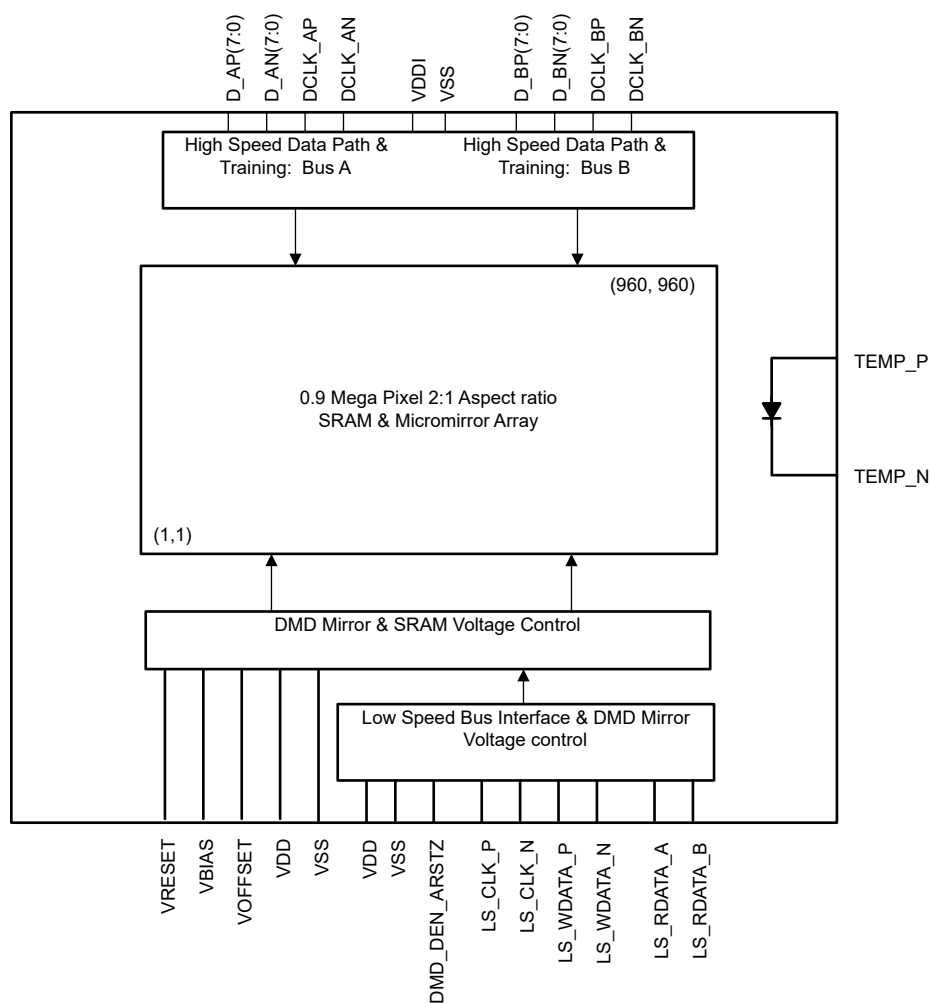 D_AP(7:0)
D_AN(7:0)
DCLK_AP
DCLK_AN
VDDI
VSS
D_BP(7:0)
D_BN(7:0)
DCLK_BP
DCLK_BN
High Speed Data Path &
Training: Bus A
High Speed Data Path &
Training: Bus B
(960, 960)
TEMP_P
0.9 Mega Pixel 2:1 Aspect ratio
SRAM & Micromirror Array
TEMP_N
(1,1)
DMD Mirror & SRAM Voltage Control
Low Speed Bus Interface & DMD Mirror
Voltage control
VRESET
VBIAS
VOFFSET
VDD
VSS
VDD
VSS
DMD_DEN_ARSTZ
LS_CLK_P
LS_CLK_N
LS_WDATA_P
LS_WDATA_N
LS_RDATA_A
LS_RDATA_B